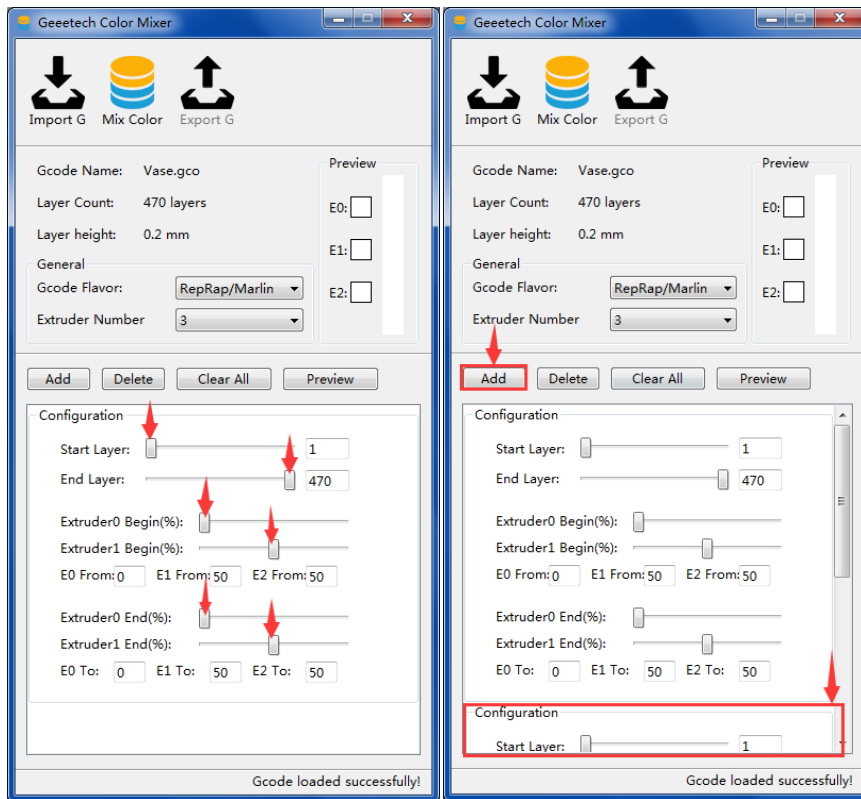 Geeetech Color Mixer
Import G Mix Color Export G
Gcode Name: Vase.gco
Layer Count: 470 layers
Layer height: 0.2 mm
General
Gcode Flavor: RepRap/Marlin
Extruder Number 3
Preview
E0:
E1:
E2:
Add Delete Clear All Preview
Configuration
Start Layer: 1
End Layer: 470
Extruder0 Begin(%):
Extruder1 Begin(%):
E0 From: 0 E1 From: 50 E2 From: 50
Extruder0 End(%):
Extruder1 End(%):
E0 To: 0 E1 To: 50 E2 To: 50
Gcode loaded successfully!
Geeetech Color Mixer
Import G Mix Color Export G
Gcode Name: Vase.gco
Layer Count: 470 layers
Layer height: 0.2 mm
General
Gcode Flavor: RepRap/Marlin
Extruder Number 3
Preview
E0:
E1:
E2:
Add Delete Clear All Preview
Configuration
Start Layer: 1
End Layer: 470
Extruder0 Begin(%):
Extruder1 Begin(%):
E0 From: 0 E1 From: 50 E2 From: 50
Extruder0 End(%):
Extruder1 End(%):
E0 To: 0 E1 To: 50 E2 To: 50
Configuration
Start Layer: 1
Gcode loaded successfully!